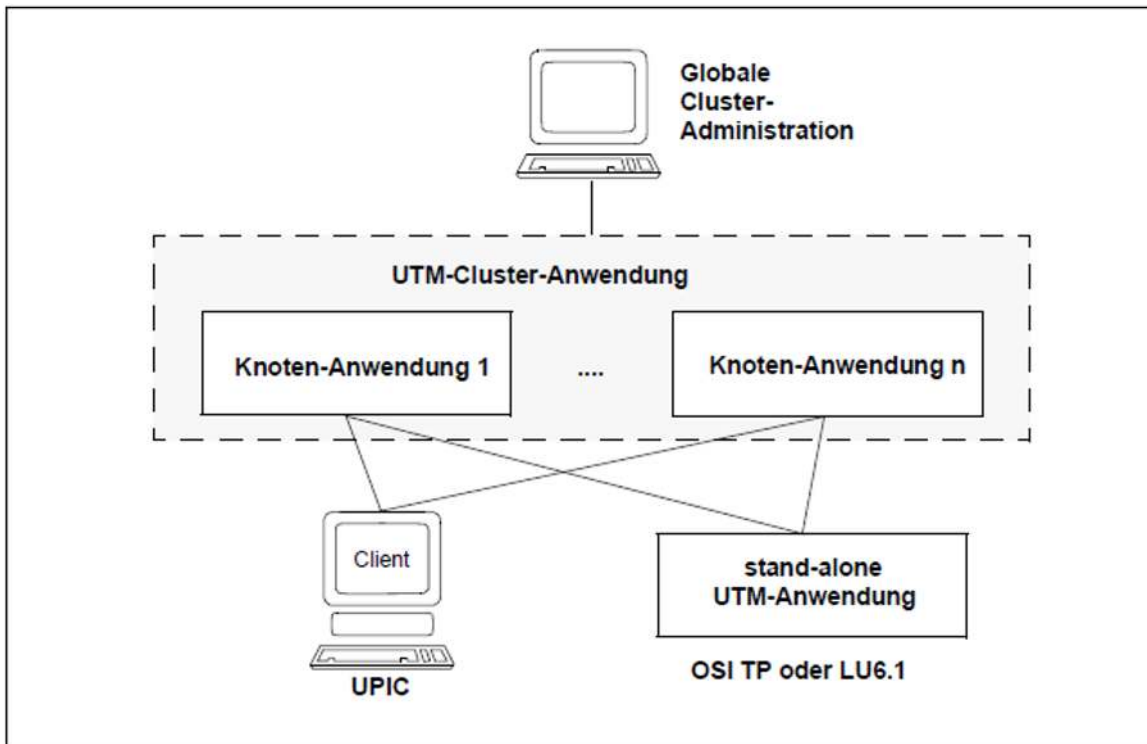 Globale
Cluster-
Administration
UTM-Cluster-Anwendung
Knoten-Anwendung 1
....
Knoten-Anwendung n
Client
UPIC
stand-alone
UTM-Anwendung
OSI TP oder LU6.1